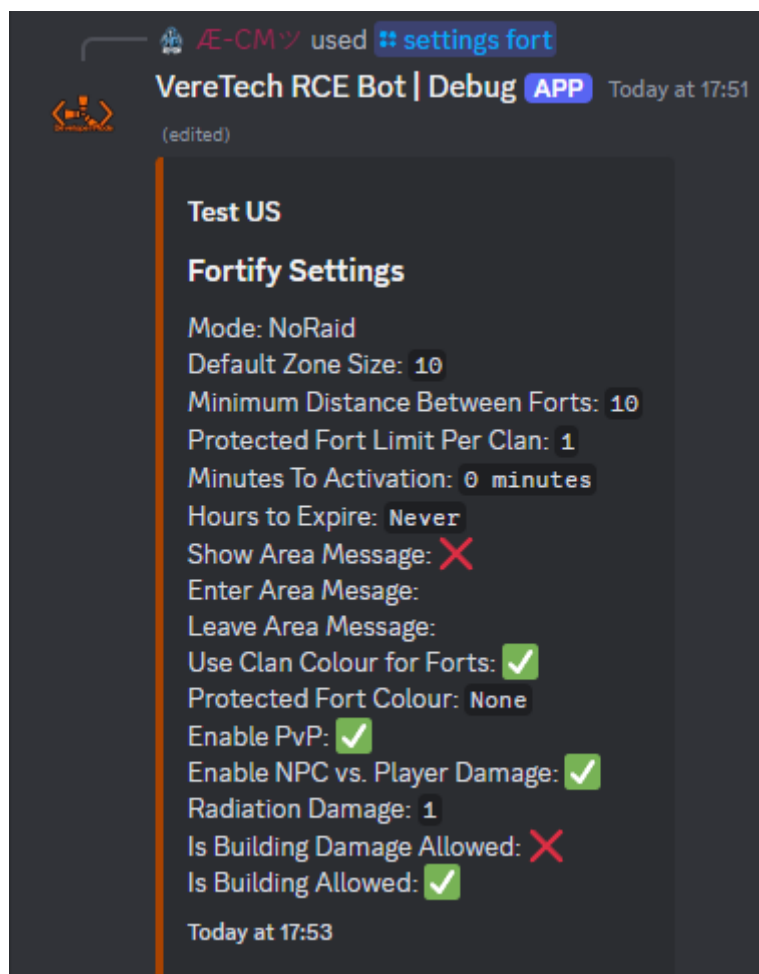 Æ-CMツ used settings fort
VereTech RCE Bot | Debug APP Today at 17:51
(edited)
Test US
Fortify Settings
Mode: NoRaid
Default Zone Size: 10
Minimum Distance Between Forts: 10
Protected Fort Limit Per Clan: 1
Minutes To Activation: 0 minutes
Hours to Expire: Never
Show Area Message: ❌
Enter Area Mesage:
Leave Area Message:
Use Clan Colour for Forts: ✅
Protected Fort Colour: None
Enable PvP: ✅
Enable NPC vs. Player Damage: ✅
Radiation Damage: 1
Is Building Damage Allowed: ❌
Is Building Allowed: ✅
Today at 17:53